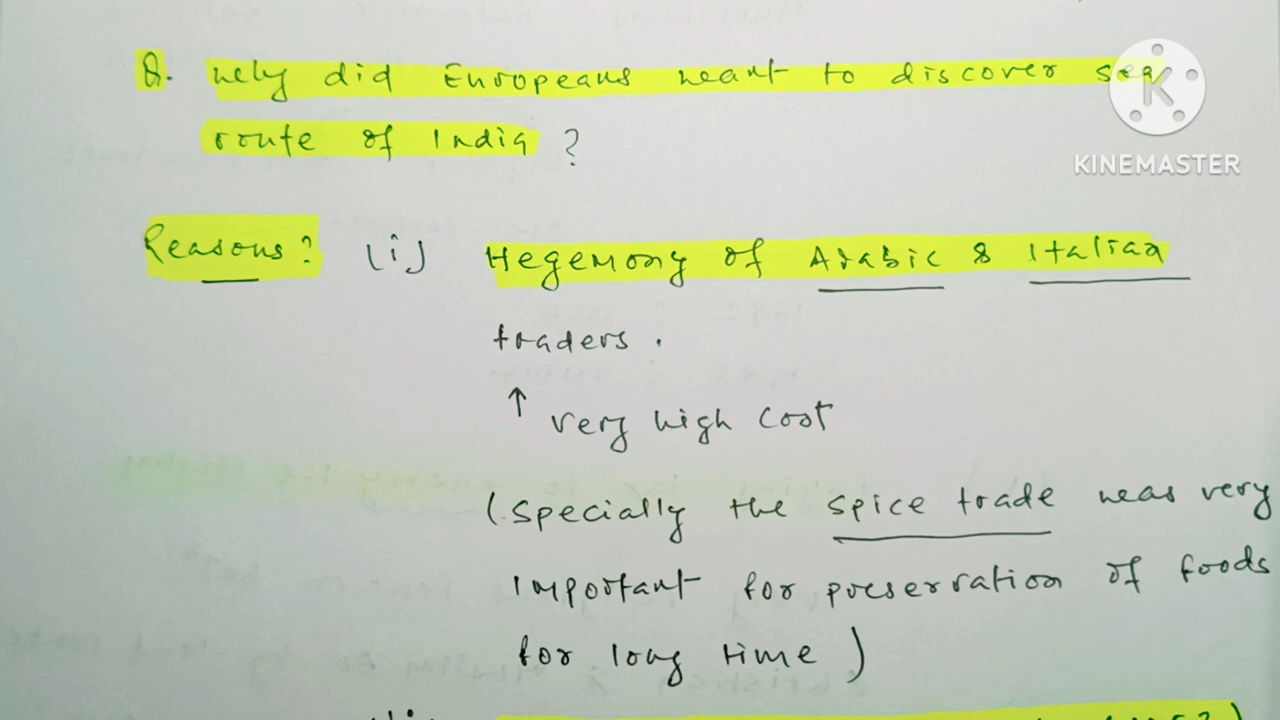 Q. Why did Europeans want to discover sea
route of India ?
KINEMASTER
Reasons? (i) Hegemony of Arabic & Italian
traders.
↑ very high cost
(specially the spice trade was very
important for preservation of foods
for long time)